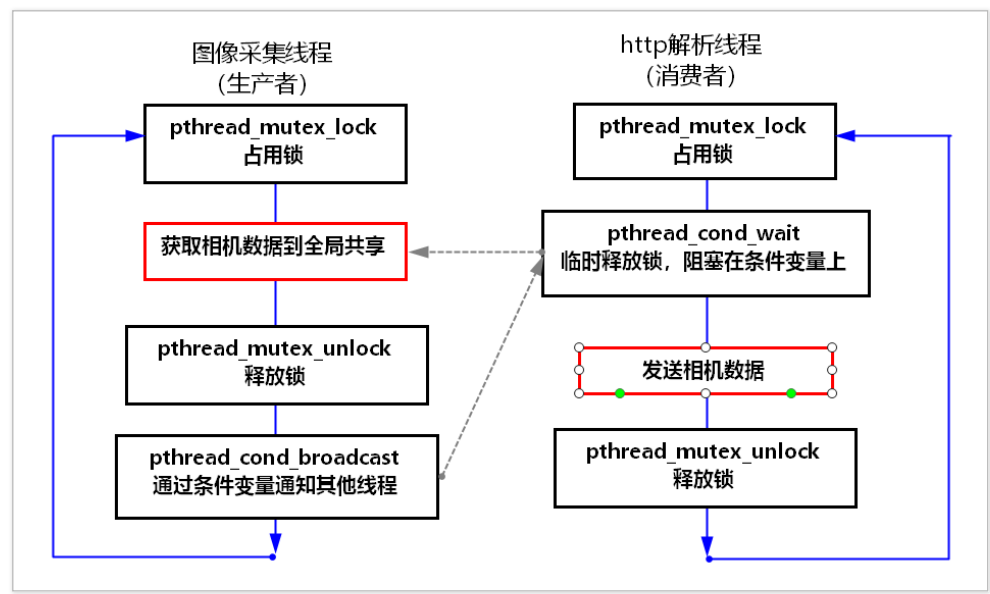 图像采集线程
(生产者)
pthread_mutex_lock
占用锁
获取相机数据到全局共享
pthread_mutex_unlock
释放锁
pthread_cond_broadcast
通过条件变量通知其他线程
http解析线程
(消费者)
pthread_mutex_lock
占用锁
pthread_cond_wait
临时释放锁，阻塞在条件变量上
发送相机数据
pthread_mutex_unlock
释放锁